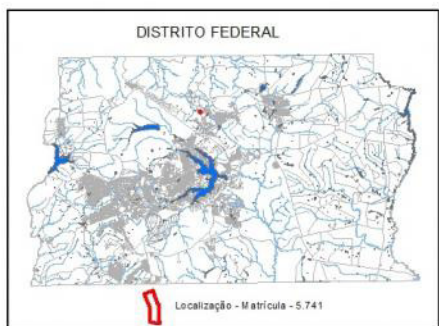 DISTRITO FEDERAL
Localização - Matrícula - 5.741